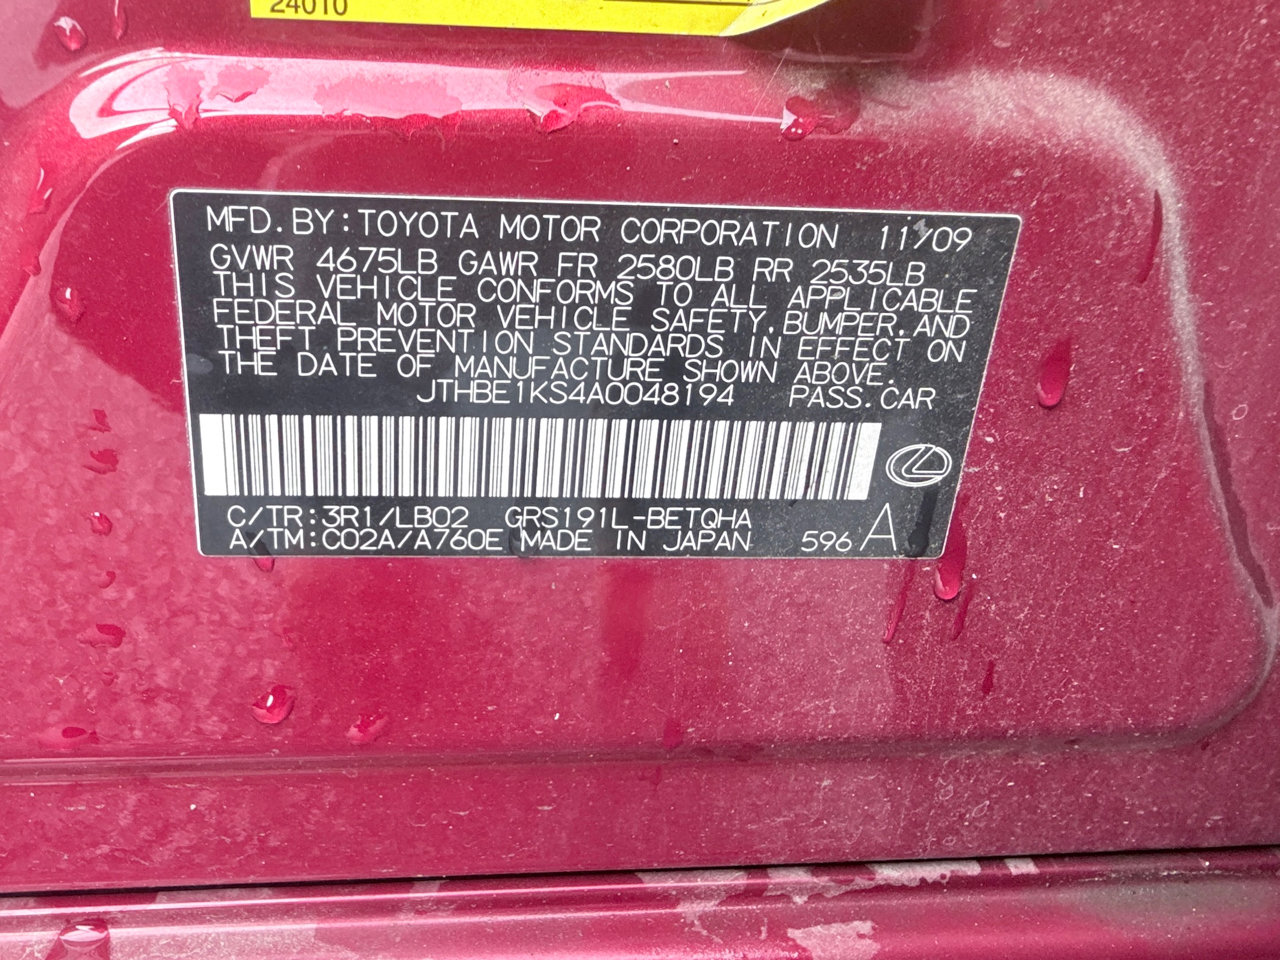 24010
MFD. BY: TOYOTA MOTOR CORPORATION 11/09
GVWR 4675LB GAWR FR 2580LB RR 2535LB
THIS VEHICLE CONFORMS TO ALL APPLICABLE
FEDERAL MOTOR VEHICLE SAFETY, BUMPER, AND
THEFT PREVENTION STANDARDS IN EFFECT ON
THE DATE OF MANUFACTURE SHOWN ABOVE.
JTHBE1KS4A0048194 PASS. CAR
C/TR: 3R1/LB02 GRS191L-BETQHA
A/TM: C02A/A760E MADE IN JAPAN 596 A